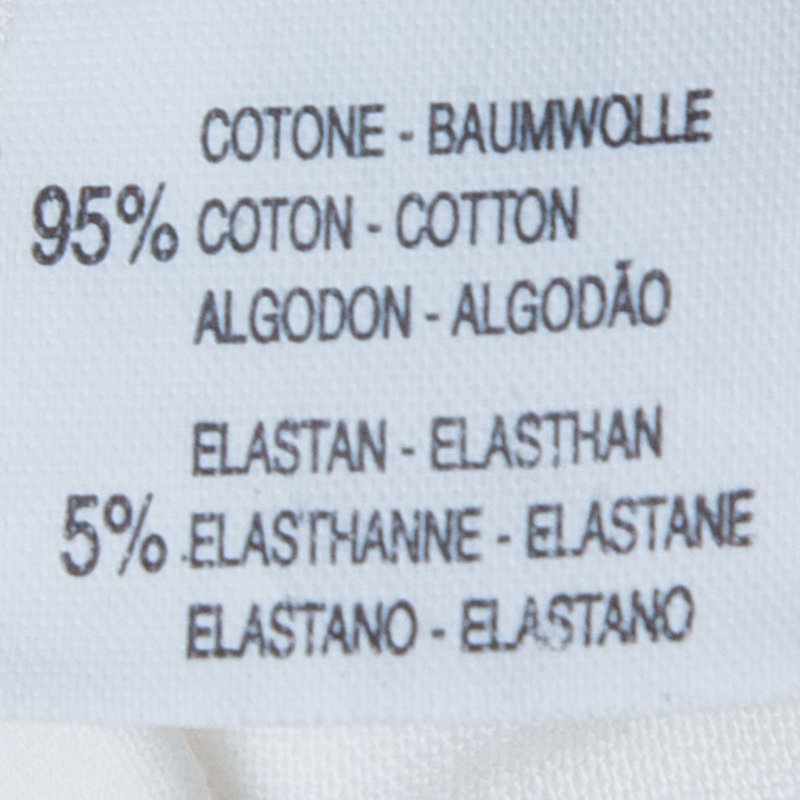 COTONE - BAUMWOLLE
95% COTON - COTTON
ALGODON - ALGODÃO
ELASTAN - ELASTHAN
5% ELASTHANNE - ELASTANE
ELASTANO - ELASTANO